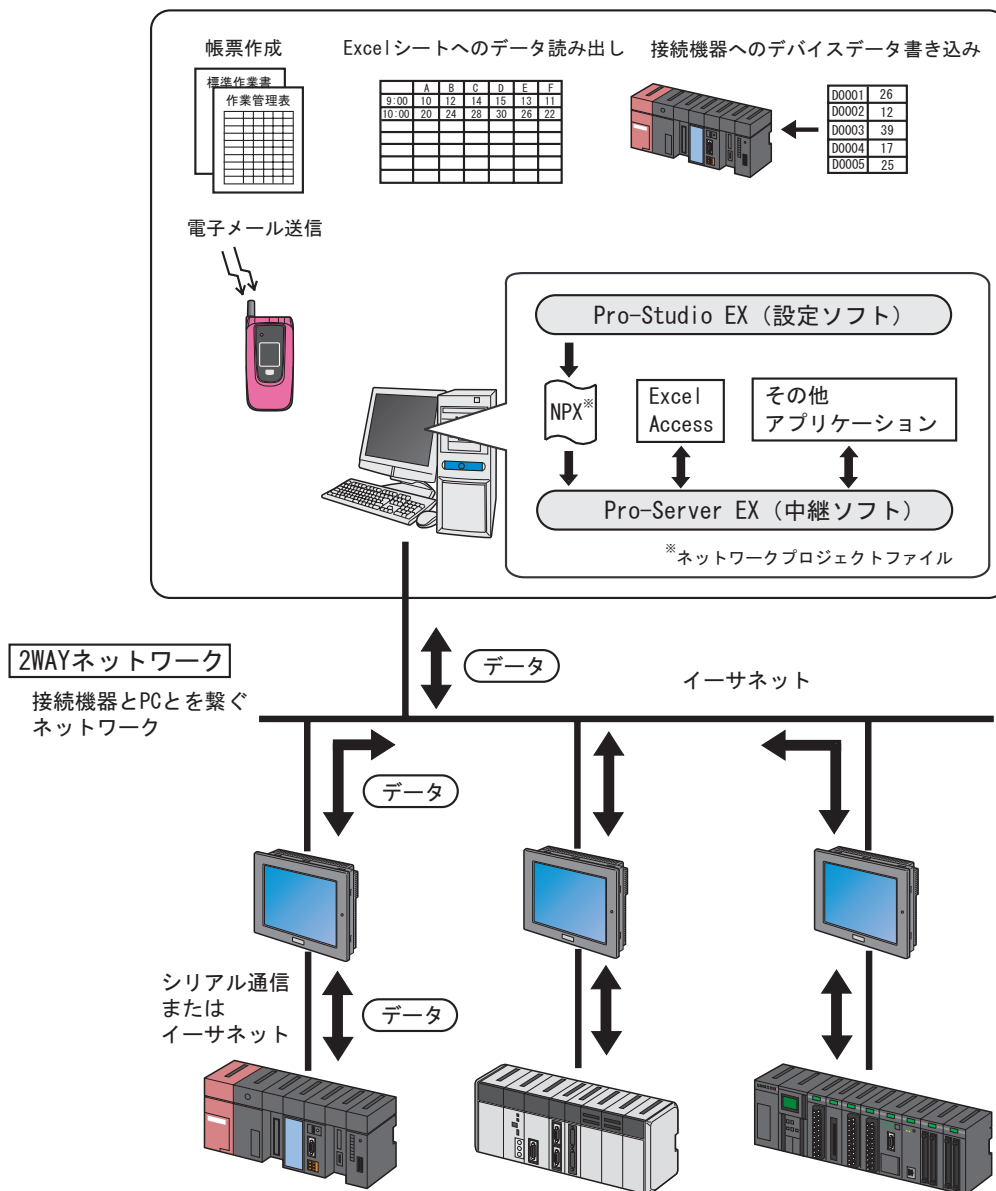 帳票作成
標準作業書
作業管理表
Excelシートへのデータ読み出し
A B C D E F
9:00 10 12 14 15 13 11
10:00 20 24 28 30 26 22
接続機器へのデバイスデータ書き込み
D0001 26
D0002 12
D0003 39
D0004 17
D0005 25
電子メール送信
Pro-Studio EX（設定ソフト）
NPX※
Excel
Access
その他
アプリケーション
Pro-Server EX（中継ソフト）
※ネットワークプロジェクトファイル
2WAYネットワーク
接続機器とPCとを繋ぐ
ネットワーク
データ
イーサネット
データ
シリアル通信
または
イーサネット
データ